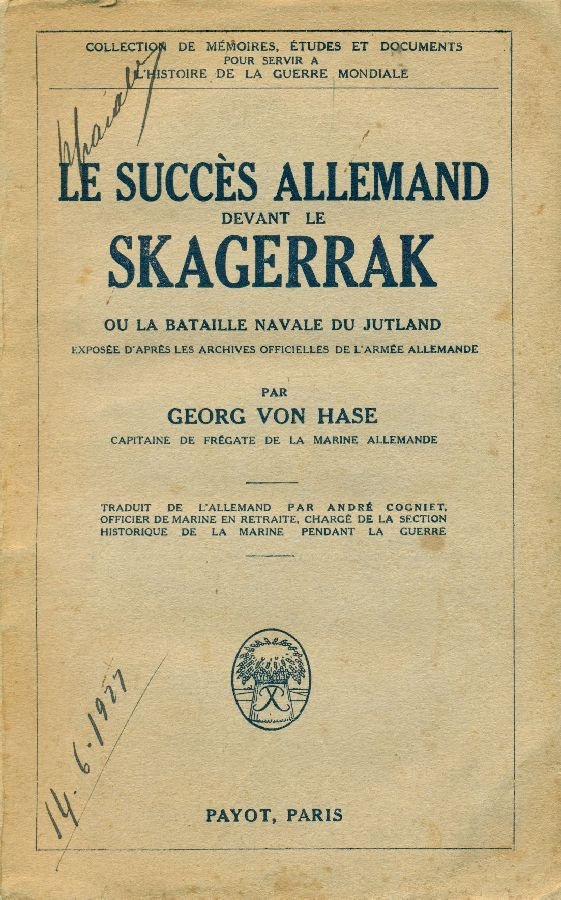 COLLECTION DE MÉMOIRES, ÉTUDES ET DOCUMENTS
POUR SERVIR A
L'HISTOIRE DE LA GUERRE MONDIALE
LE SUCCÈS ALLEMAND
DEVANT LE
SKAGERRAK
OU LA BATAILLE NAVALE DU JUTLAND
EXPOSÉE D'APRÈS LES ARCHIVES OFFICIELLES DE L'ARMÉE ALLEMANDE
PAR
GEORG VON HASE
CAPITAINE DE FRÉGATE DE LA MARINE ALLEMANDE
TRADUIT DE L'ALLEMAND PAR ANDRÉ COGNIET,
OFFICIER DE MARINE EN RETRAITE, CHARGÉ DE LA SECTION
HISTORIQUE DE LA MARINE PENDANT LA GUERRE
14.6.1927
PAYOT, PARIS